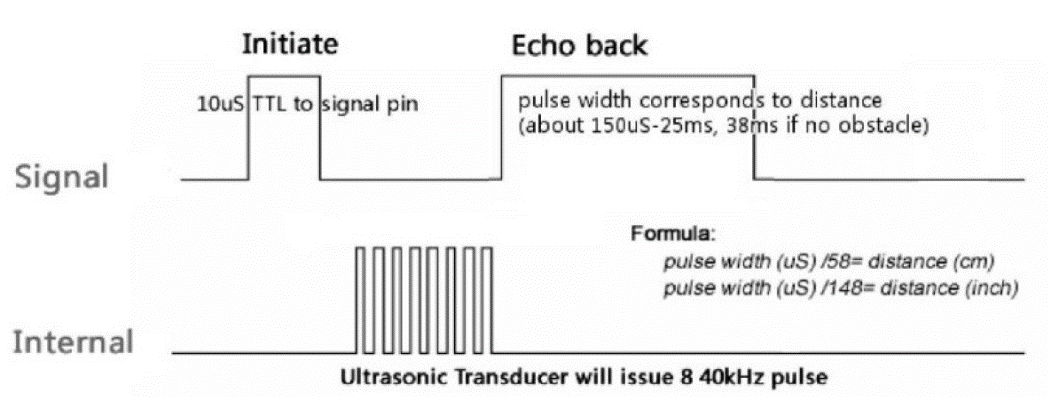 Initiate
Echo back
10uS TTL to signal pin
pulse width corresponds to distance
(about 150uS-25ms, 38ms if no obstacle)
Signal
Formula:
pulse width (uS) /58= distance (cm)
pulse width (uS) /148= distance (inch)
Internal
Ultrasonic Transducer will issue 8 40kHz pulse